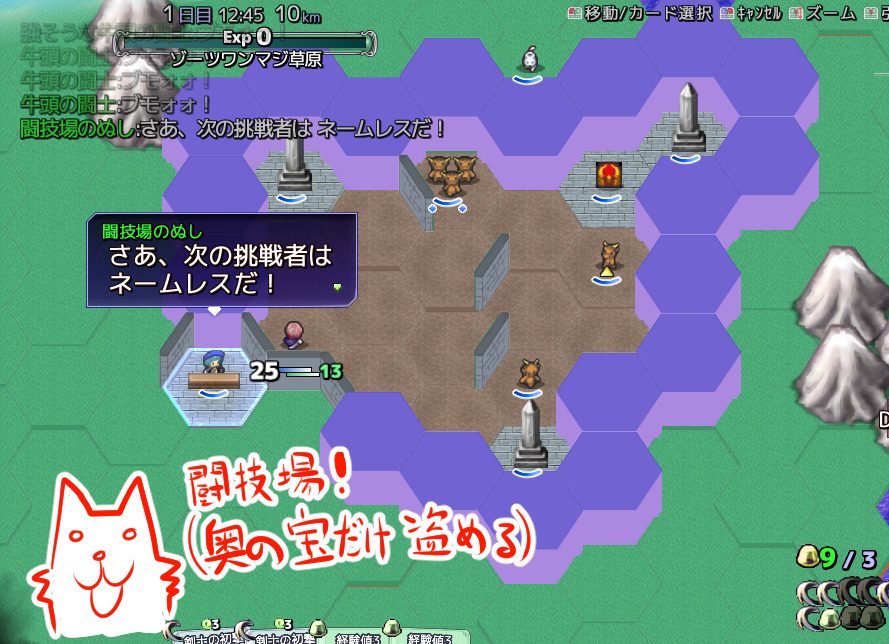 1日目 12:45 10km
移動/カード選択 ｷｬﾝｾﾙ ズーム
Exp 0
ゾーツワンマジ草原
牛頭の闘士:ブモォォ！
牛頭の闘士:ブモォォ！
闘技場のぬし:さあ、次の挑戦者は ネームレスだ！
闘技場のぬし
さあ、次の挑戦者は
ネームレスだ！
25 13
闘技場!
(奥の宝だけ盗める)
9 / 3
3 3
剣士の初 剣士の初 経験値3 経験値3